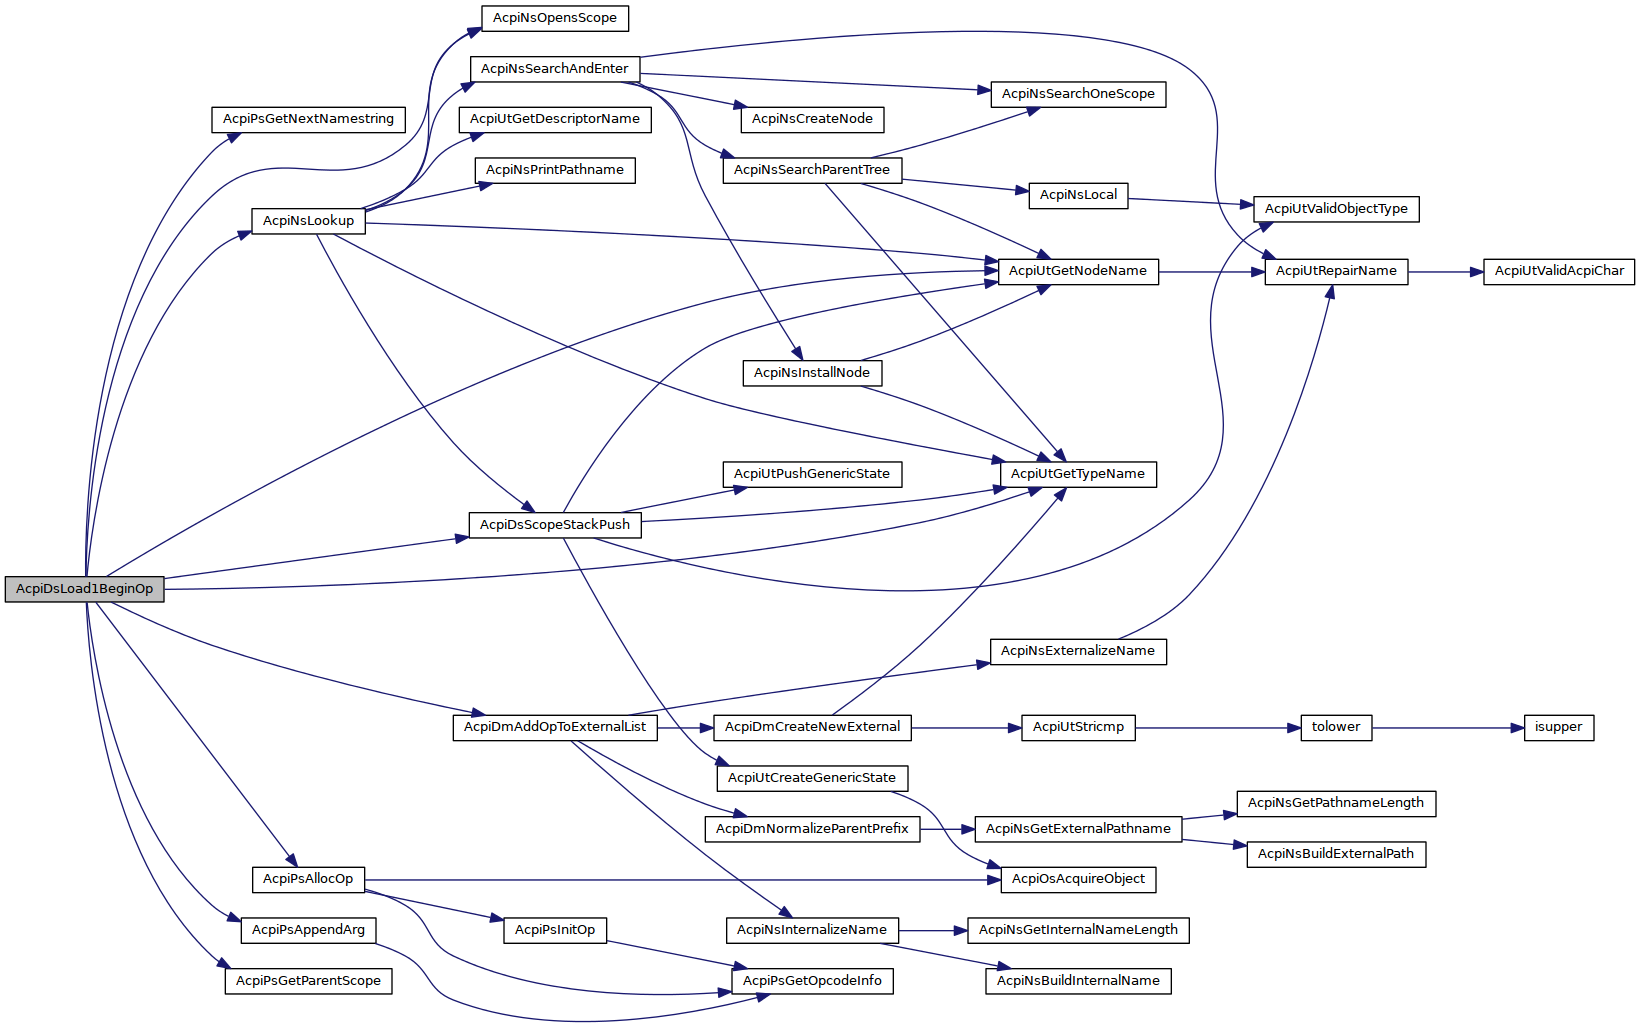 AcpiNsOpensScope
AcpiNsSearchAndEnter
AcpiNsSearchOneScope
AcpiPsGetNextNamestring
AcpiUtGetDescriptorName
AcpiNsCreateNode
AcpiNsPrintPathname
AcpiNsSearchParentTree
AcpiNsLocal
AcpiUtValidObjectType
AcpiNsLookup
AcpiUtGetNodeName
AcpiUtRepairName
AcpiUtValidAcpiChar
AcpiNsInstallNode
AcpiUtPushGenericState
AcpiUtGetTypeName
AcpiDsScopeStackPush
AcpiDsLoad1BeginOp
AcpiNsExternalizeName
AcpiDmAddOpToExternalList
AcpiDmCreateNewExternal
AcpiUtStricmp
tolower
isupper
AcpiUtCreateGenericState
AcpiNsGetPathnameLength
AcpiDmNormalizeParentPrefix
AcpiNsGetExternalPathname
AcpiNsBuildExternalPath
AcpiPsAllocOp
AcpiOsAcquireObject
AcpiPsAppendArg
AcpiPsInitOp
AcpiNsInternalizeName
AcpiNsGetInternalNameLength
AcpiPsGetParentScope
AcpiPsGetOpcodeInfo
AcpiNsBuildInternalName